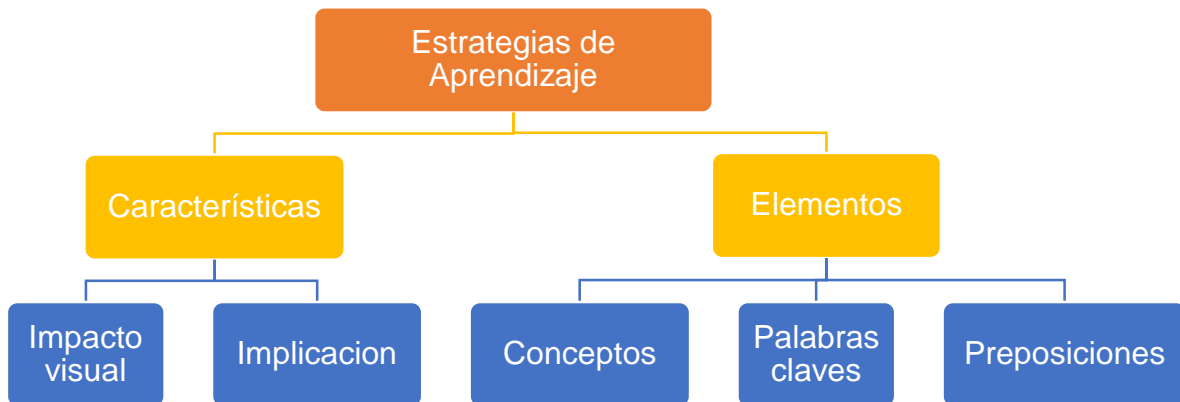 Estrategias de
Aprendizaje
Características
Elementos
Impacto
visual
Implicacion
Conceptos
Palabras
claves
Preposiciones